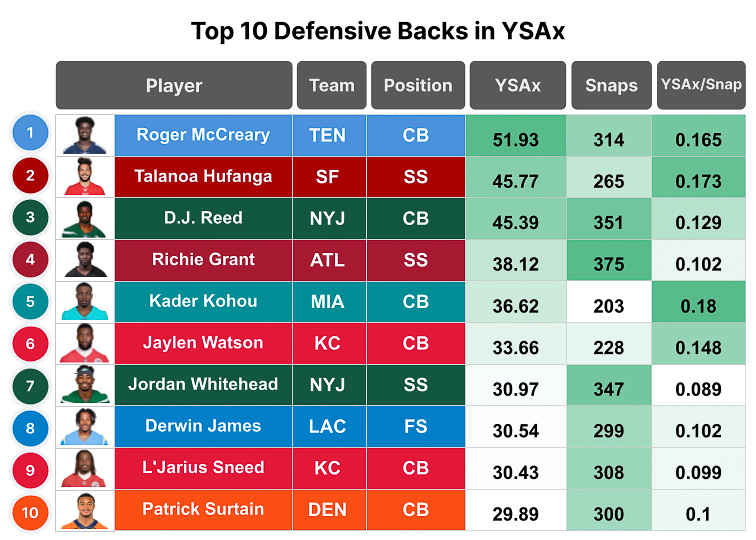 Top 10 Defensive Backs in YSAx
Player Team Position YSAx Snaps YSAx/Snap
1 Roger McCreary TEN CB 51.93 314 0.165
2 Talanoa Hufanga SF SS 45.77 265 0.173
3 D.J. Reed NYJ CB 45.39 351 0.129
4 Richie Grant ATL SS 38.12 375 0.102
5 Kader Kohou MIA CB 36.62 203 0.18
6 Jaylen Watson KC CB 33.66 228 0.148
7 Jordan Whitehead NYJ SS 30.97 347 0.089
8 Derwin James LAC FS 30.54 299 0.102
9 L'Jarius Sneed KC CB 30.43 308 0.099
10 Patrick Surtain DEN CB 29.89 300 0.1